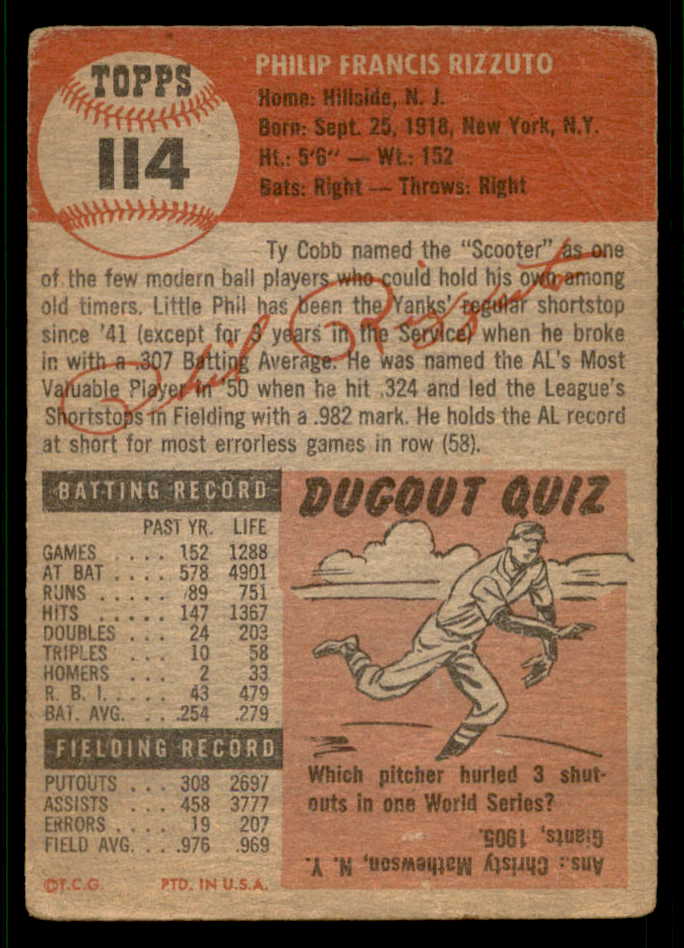 TOPPS
114
PHILIP FRANCIS RIZZUTO
Home: Hillside, N. J.
Born: Sept. 25, 1918, New York, N.Y.
Ht.: 5'6" — Wt.: 152
Bats: Right — Throws: Right
Ty Cobb named the "Scooter" as one
of the few modern ball players who could hold his own among
old timers. Little Phil has been the Yanks' regular shortstop
since '41 (except for 3 years in the Service) when he broke
in with a .307 Batting Average. He was named the AL's Most
Valuable Player in '50 when he hit .324 and led the League's
Shortstops in Fielding with a .982 mark. He holds the AL record
at short for most errorless games in row (58).
Phil Rizzuto
BATTING RECORD
PAST YR. LIFE
GAMES .... 152 1288
AT BAT .... 578 4901
RUNS .... 89 751
HITS ..... 147 1367
DOUBLES ... 24 203
TRIPLES ... 10 58
HOMERS ... 2 33
R. B. I. .... 43 479
BAT. AVG. ... .254 .279
FIELDING RECORD
PUTOUTS ... 308 2697
ASSISTS ... 458 3777
ERRORS .... 19 207
FIELD AVG. .. .976 .969
©T.C.G. PTD. IN U.S.A.
DUGOUT QUIZ
Which pitcher hurled 3 shut-
outs in one World Series?
Ans.: Christy Mathewson, N. Y.
Giants, 1905.